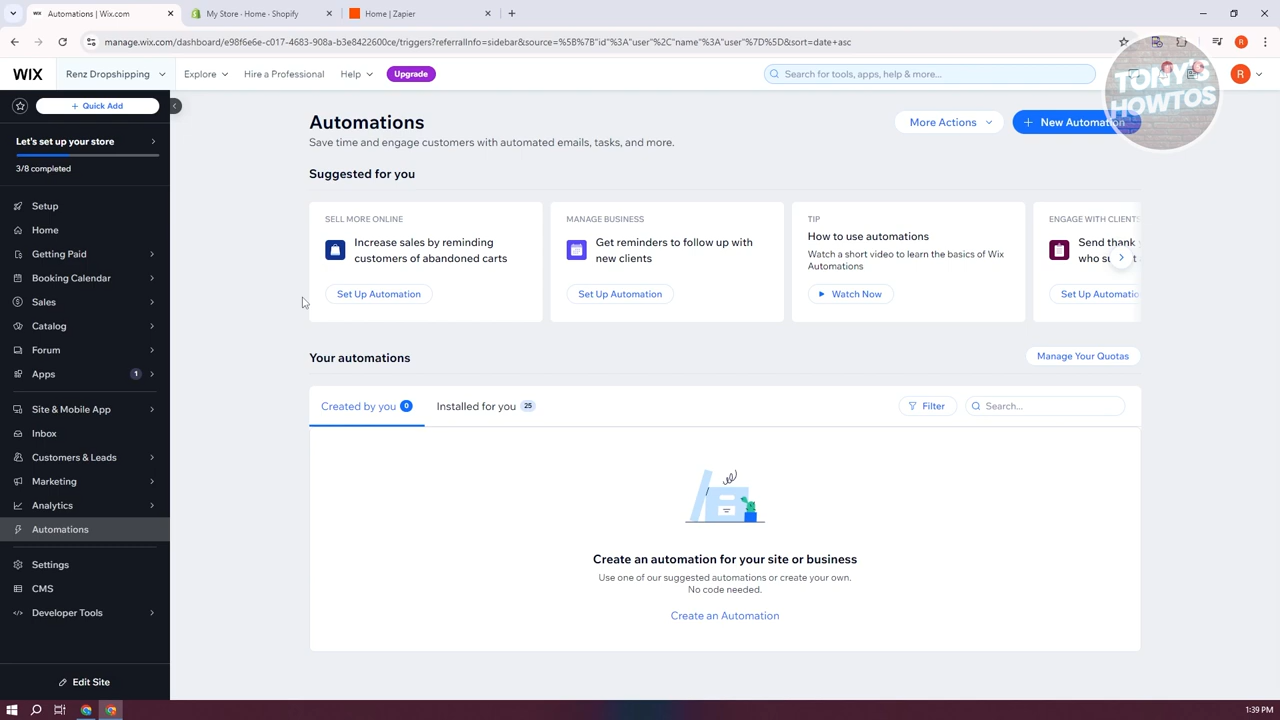 Automations | Wix.com
My Store - Home - Shopify
Home | Zapier
manage.wix.com/dashboard/e98f6e6e-c017-4683-908a-b3e8422600ce/triggers?referralInfo=sidebar&source=%5B%7B"id"%3A"user"%2C"name"%3A"user"%7D%5D&sort=date+asc
WIX
Renz Dropshipping
Explore
Hire a Professional
Help
Upgrade
Search for tools, apps, help & more...
R
TONY'S
HOWTOS
+ Quick Add
Let's set up your store
3/8 completed
Setup
Home
Getting Paid
Booking Calendar
Sales
Catalog
Forum
Apps 1
Site & Mobile App
Inbox
Customers & Leads
Marketing
Analytics
Automations
Settings
CMS
Developer Tools
Edit Site
Automations
Save time and engage customers with automated emails, tasks, and more.
More Actions
+ New Automation
Suggested for you
SELL MORE ONLINE
Increase sales by reminding
customers of abandoned carts
Set Up Automation
MANAGE BUSINESS
Get reminders to follow up with
new clients
Set Up Automation
TIP
How to use automations
Watch a short video to learn the basics of Wix
Automations
Watch Now
ENGAGE WITH CLIENTS
Send thank
who su
Set Up Automatio
Your automations
Manage Your Quotas
Created by you 0
Installed for you 25
Filter
Search...
Create an automation for your site or business
Use one of our suggested automations or create your own.
No code needed.
Create an Automation
1:39 PM